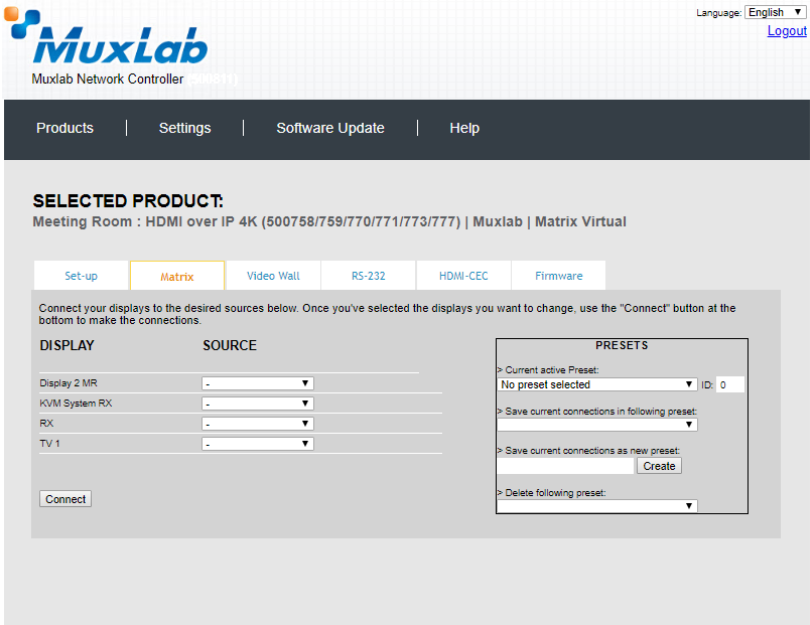 Language: English
Logout
MuxLab
Muxlab Network Controller
Products | Settings | Software Update | Help
SELECTED PRODUCT:
Meeting Room : HDMI over IP 4K (500758/759/770/771/773/777) | Muxlab | Matrix Virtual
Set-up Matrix Video Wall RS-232 HDMI-CEC Firmware
Connect your displays to the desired sources below. Once you've selected the displays you want to change, use the "Connect" button at the
bottom to make the connections.
DISPLAY SOURCE
Display 2 MR -
KVM System RX -
RX -
TV 1 -
Connect
PRESETS
> Current active Preset:
No preset selected ID: 0
> Save current connections in following preset:
> Save current connections as new preset:
Create
> Delete following preset: